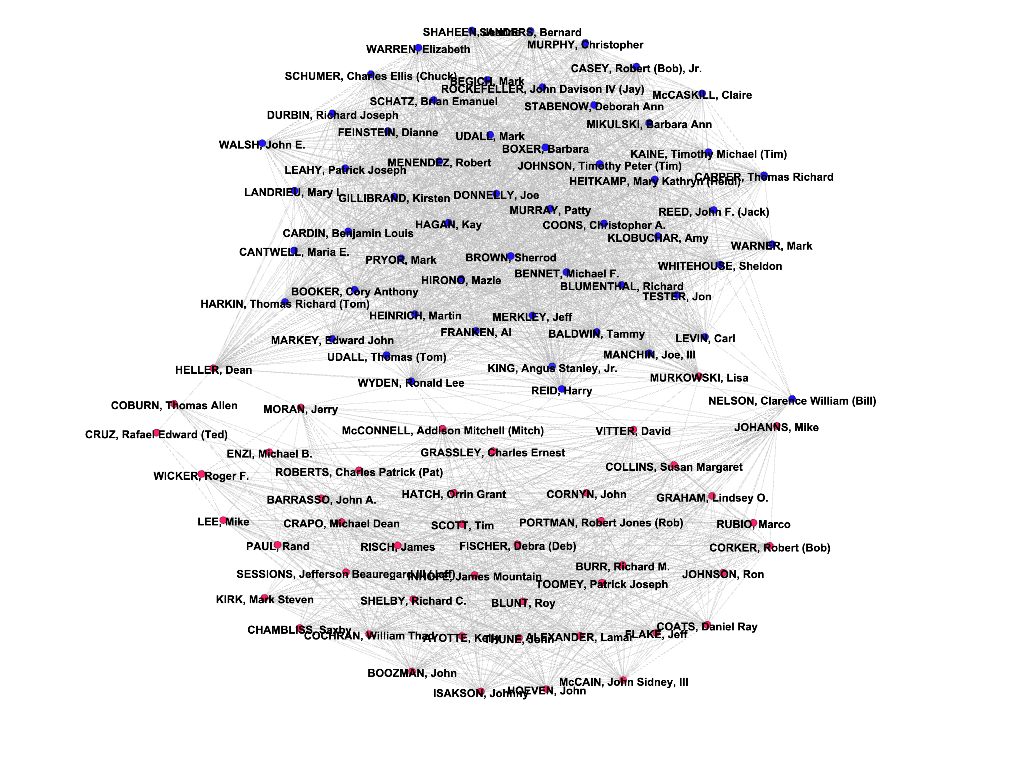 SHAHEEN, Jeanne
SANDERS, Bernard
MURPHY, Christopher
WARREN, Elizabeth
CASEY, Robert (Bob), Jr.
SCHUMER, Charles Ellis (Chuck)
BEGICH, Mark
ROCKEFELLER, John Davison IV (Jay)
McCASKILL, Claire
SCHATZ, Brian Emanuel
STABENOW, Deborah Ann
DURBIN, Richard Joseph
MIKULSKI, Barbara Ann
FEINSTEIN, Dianne
UDALL, Mark
WALSH, John E.
BOXER, Barbara
KAINE, Timothy Michael (Tim)
MENENDEZ, Robert
JOHNSON, Timothy Peter (Tim)
LEAHY, Patrick Joseph
HEITKAMP, Mary Kathryn (Heidi)
CARPER, Thomas Richard
LANDRIEU, Mary L.
GILLIBRAND, Kirsten
DONNELLY, Joe
MURRAY, Patty
REED, John F. (Jack)
HAGAN, Kay
COONS, Christopher A.
CARDIN, Benjamin Louis
KLOBUCHAR, Amy
WARNER, Mark
CANTWELL, Maria E.
PRYOR, Mark
BROWN, Sherrod
WHITEHOUSE, Sheldon
BENNET, Michael F.
HIRONO, Mazie
BLUMENTHAL, Richard
BOOKER, Cory Anthony
TESTER, Jon
HARKIN, Thomas Richard (Tom)
HEINRICH, Martin
MERKLEY, Jeff
FRANKEN, Al
BALDWIN, Tammy
LEVIN, Carl
MARKEY, Edward John
UDALL, Thomas (Tom)
MANCHIN, Joe, III
HELLER, Dean
KING, Angus Stanley, Jr.
MURKOWSKI, Lisa
WYDEN, Ronald Lee
REID, Harry
NELSON, Clarence William (Bill)
COBURN, Thomas Allen
MORAN, Jerry
JOHANNS, Mike
McCONNELL, Addison Mitchell (Mitch)
VITTER, David
CRUZ, Rafael Edward (Ted)
ENZI, Michael B.
GRASSLEY, Charles Ernest
COLLINS, Susan Margaret
ROBERTS, Charles Patrick (Pat)
WICKER, Roger F.
BARRASSO, John A.
HATCH, Orrin Grant
CORNYN, John
GRAHAM, Lindsey O.
LEE, Mike
CRAPO, Michael Dean
SCOTT, Tim
PORTMAN, Robert Jones (Rob)
RUBIO, Marco
PAUL, Rand
RISCH, James
FISCHER, Debra (Deb)
CORKER, Robert (Bob)
BURR, Richard M.
SESSIONS, Jefferson Beauregard III (Jeff)
INHOFE, James Mountain
TOOMEY, Patrick Joseph
JOHNSON, Ron
KIRK, Mark Steven
SHELBY, Richard C.
BLUNT, Roy
CHAMBLISS, Saxby
COCHRAN, William Thad
AYOTTE, Kelly
THUNE, John
ALEXANDER, Lamar
FLAKE, Jeff
COATS, Daniel Ray
BOOZMAN, John
McCAIN, John Sidney, III
ISAKSON, Johnny
HOEVEN, John